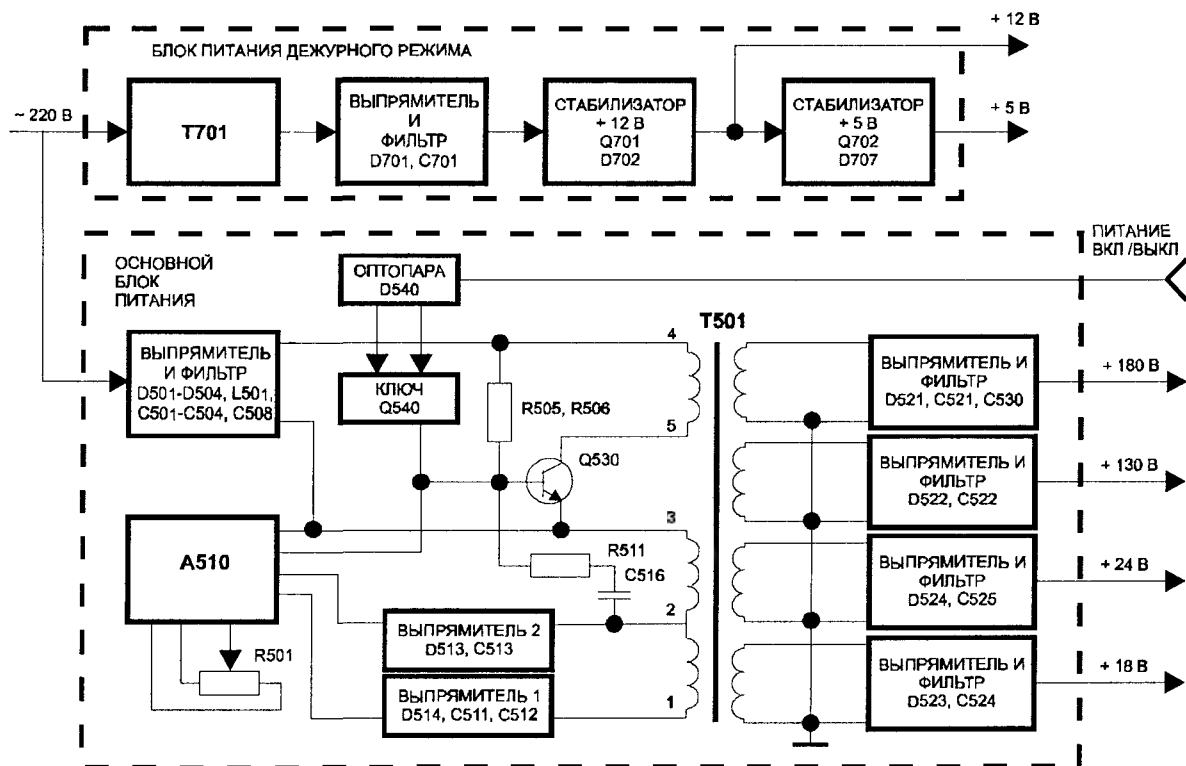 + 12 В
БЛОК ПИТАНИЯ ДЕЖУРНОГО РЕЖИМА
~ 220 В
Т701
ВЫПРЯМИТЕЛЬ
И
ФИЛЬТР
D701, C701
СТАБИЛИЗАТОР
+ 12 В
Q701
D702
СТАБИЛИЗАТОР
+ 5 В
Q702
D707
+ 5 В
ПИТАНИЕ
ВКЛ /ВЫКЛ
ОСНОВНОЙ
БЛОК
ПИТАНИЯ
ОПТОПАРА
D540
Т501
ВЫПРЯМИТЕЛЬ
И ФИЛЬТР
D501-D504, L501,
C501-C504, C508
КЛЮЧ
Q540
R505, R506
4
5
Q530
ВЫПРЯМИТЕЛЬ И
ФИЛЬТР
D521, C521, C530
+ 180 В
ВЫПРЯМИТЕЛЬ И
ФИЛЬТР
D522, C522
+ 130 В
A510
3
R511
C516
2
ВЫПРЯМИТЕЛЬ И
ФИЛЬТР
D524, C525
+ 24 В
ВЫПРЯМИТЕЛЬ 2
D513, C513
R501
ВЫПРЯМИТЕЛЬ 1
D514, C511, C512
1
ВЫПРЯМИТЕЛЬ И
ФИЛЬТР
D523, C524
+ 18 В